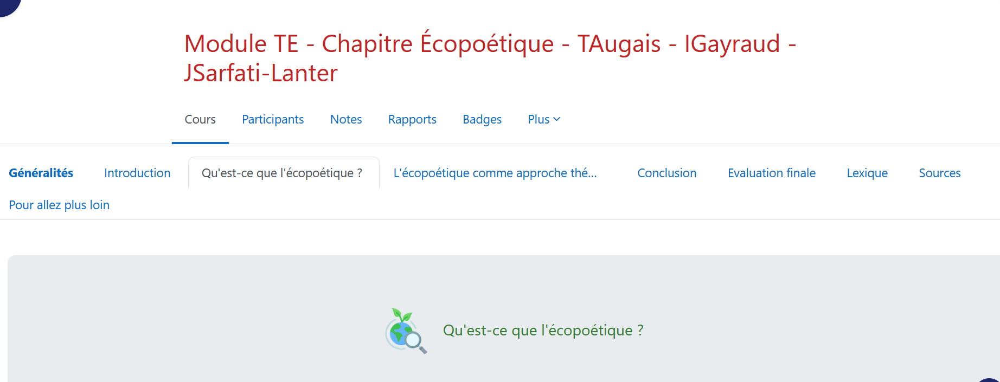 Module TE - Chapitre Écopoétique - TAugais - IGayraud -
JSarfati-Lanter
Cours Participants Notes Rapports Badges Plus
Généralités Introduction Qu'est-ce que l'écopoétique ? L'écopoétique comme approche thé... Conclusion Evaluation finale Lexique Sources
Pour allez plus loin
Qu'est-ce que l'écopoétique ?